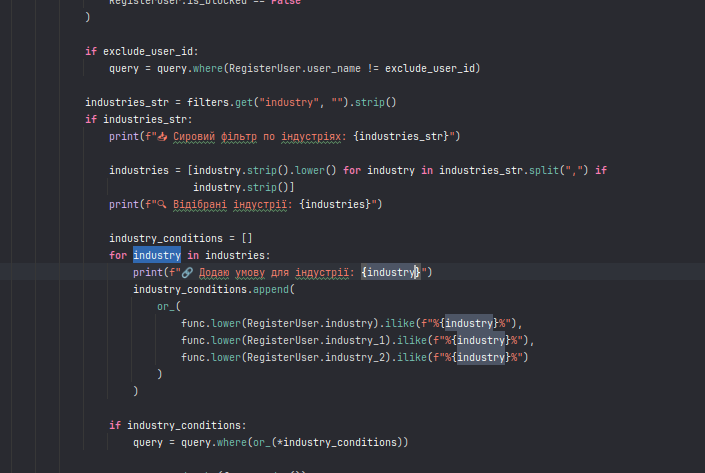 RegisterUser.is_blocked == False
)
if exclude_user_id:
query = query.where(RegisterUser.user_name != exclude_user_id)
industries_str = filters.get("industry", "").strip()
if industries_str:
print(f"📥 Сировий фільтр по індустріях: {industries_str}")
industries = [industry.strip().lower() for industry in industries_str.split(",") if
industry.strip()]
print(f"🔍 Відібрані індустрії: {industries}")
industry_conditions = []
for industry in industries:
print(f"🔗 Додаю умову для індустрії: {industry}")
industry_conditions.append(
or_(
func.lower(RegisterUser.industry).ilike(f"%{industry}%"),
func.lower(RegisterUser.industry_1).ilike(f"%{industry}%"),
func.lower(RegisterUser.industry_2).ilike(f"%{industry}%")
)
)
if industry_conditions:
query = query.where(or_(*industry_conditions))